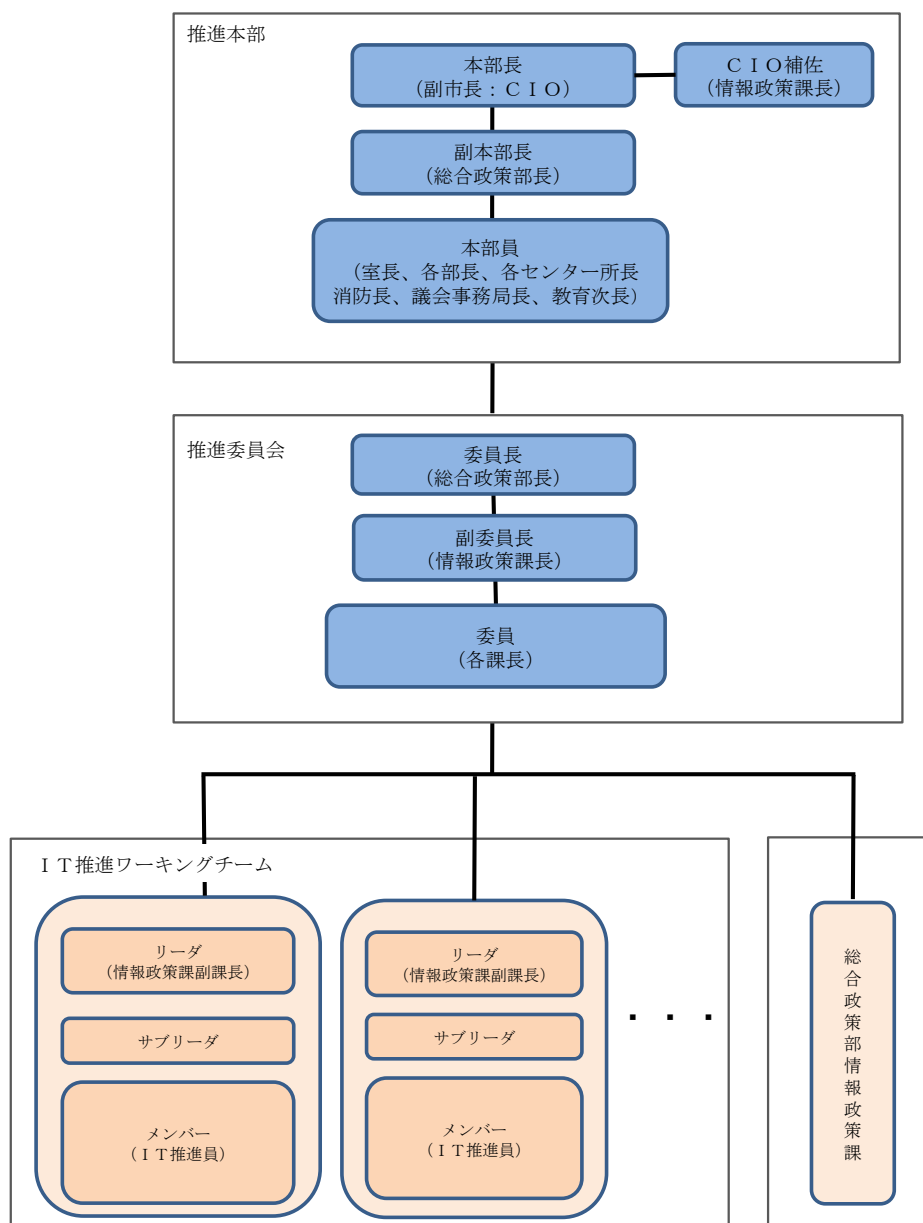 推進本部
本部長
（副市長：ＣＩＯ）
ＣＩＯ補佐
（情報政策課長）
副本部長
（総合政策部長）
本部員
（室長、各部長、各センター所長
消防長、議会事務局長、教育次長）
推進委員会
委員長
（総合政策部長）
副委員長
（情報政策課長）
委員
（各課長）
ＩＴ推進ワーキングチーム
リーダ
（情報政策課副課長）
サブリーダ
メンバー
（ＩＴ推進員）
リーダ
（情報政策課副課長）
サブリーダ
メンバー
（ＩＴ推進員）
・・・
総合政策部情報政策課